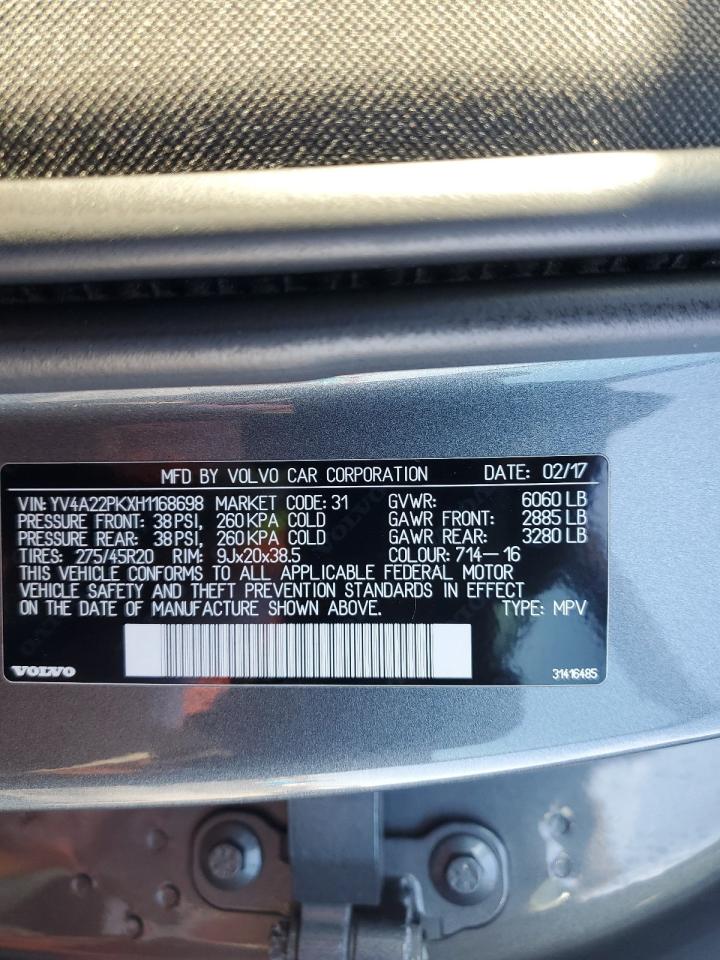 MFD BY VOLVO CAR CORPORATION DATE: 02/17
VIN: YV4A22PKXH1168698 MARKET CODE: 31 GVWR: 6060 LB
PRESSURE FRONT: 38 PSI, 260 KPA COLD GAWR FRONT: 2885 LB
PRESSURE REAR: 38 PSI, 260 KPA COLD GAWR REAR: 3280 LB
TIRES: 275/45R20 RIM: 9Jx20x38.5 COLOUR: 714-16
THIS VEHICLE CONFORMS TO ALL APPLICABLE FEDERAL MOTOR
VEHICLE SAFETY AND THEFT PREVENTION STANDARDS IN EFFECT
ON THE DATE OF MANUFACTURE SHOWN ABOVE. TYPE: MPV
VOLVO 31416485